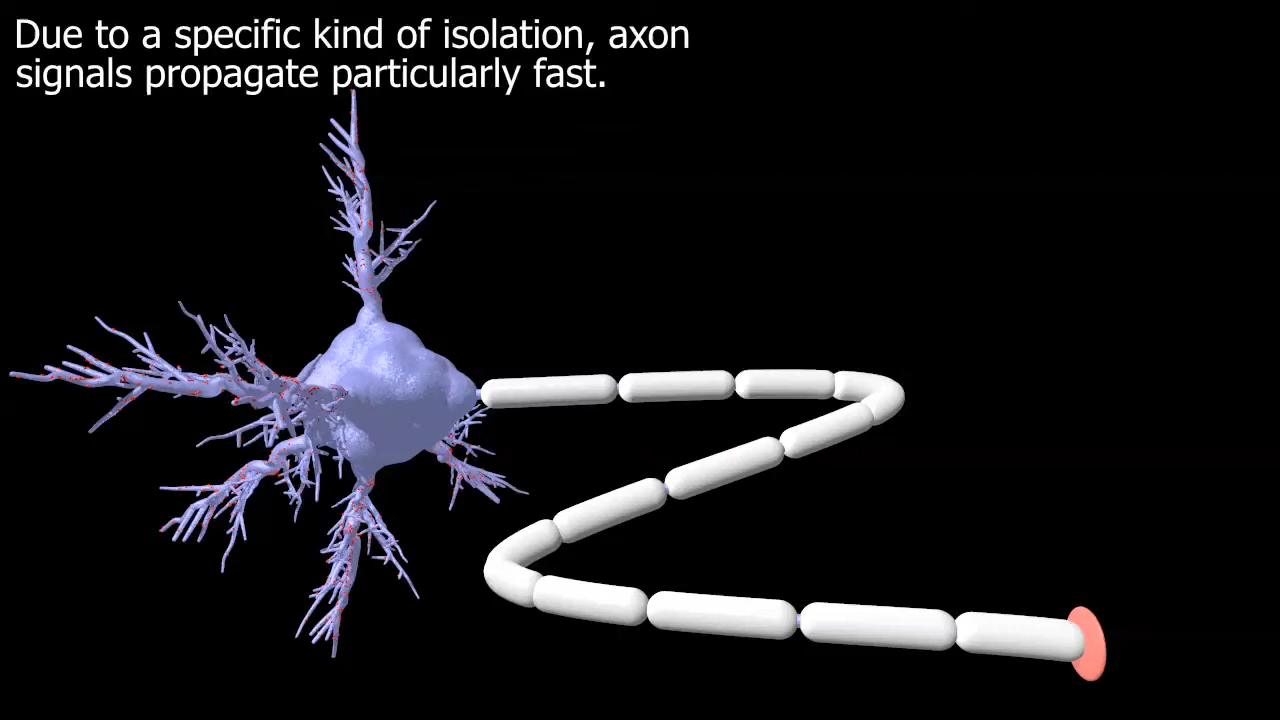 Due to a specific kind of isolation, axon
signals propagate particularly fast.